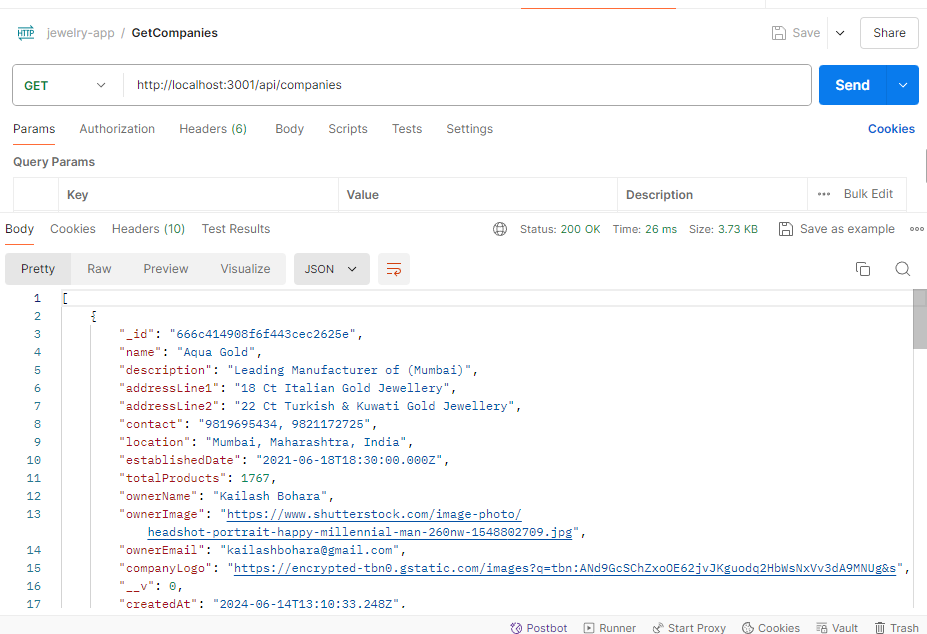 HTTP jewelry-app / GetCompanies Save Share
GET http://localhost:3001/api/companies Send
Params Authorization Headers (6) Body Scripts Tests Settings Cookies
Query Params
Key Value Description ••• Bulk Edit
Body Cookies Headers (10) Test Results Status: 200 OK Time: 26 ms Size: 3.73 KB Save as example
Pretty Raw Preview Visualize JSON
1 [
2 {
3 "_id": "666c414908f6f443cec2625e",
4 "name": "Aqua Gold",
5 "description": "Leading Manufacturer of (Mumbai)",
6 "addressLine1": "18 Ct Italian Gold Jewellery",
7 "addressLine2": "22 Ct Turkish & Kuwati Gold Jewellery",
8 "contact": "9819695434, 9821172725",
9 "location": "Mumbai, Maharashtra, India",
10 "establishedDate": "2021-06-18T18:30:00.000Z",
11 "totalProducts": 1767,
12 "ownerName": "Kailash Bohara",
13 "ownerImage": "https://www.shutterstock.com/image-photo/
headshot-portrait-happy-millennial-man-260nw-1548802709.jpg",
14 "ownerEmail": "kailashbohara@gmail.com",
15 "companyLogo": "https://encrypted-tbn0.gstatic.com/images?q=tbn:ANd9GcSChZxoOE62jvJKguodq2HbWsNxVv3dA9MNUg&s",
16 "__v": 0,
17 "createdAt": "2024-06-14T13:10:33.248Z",
Postbot Runner Start Proxy Cookies Vault Trash